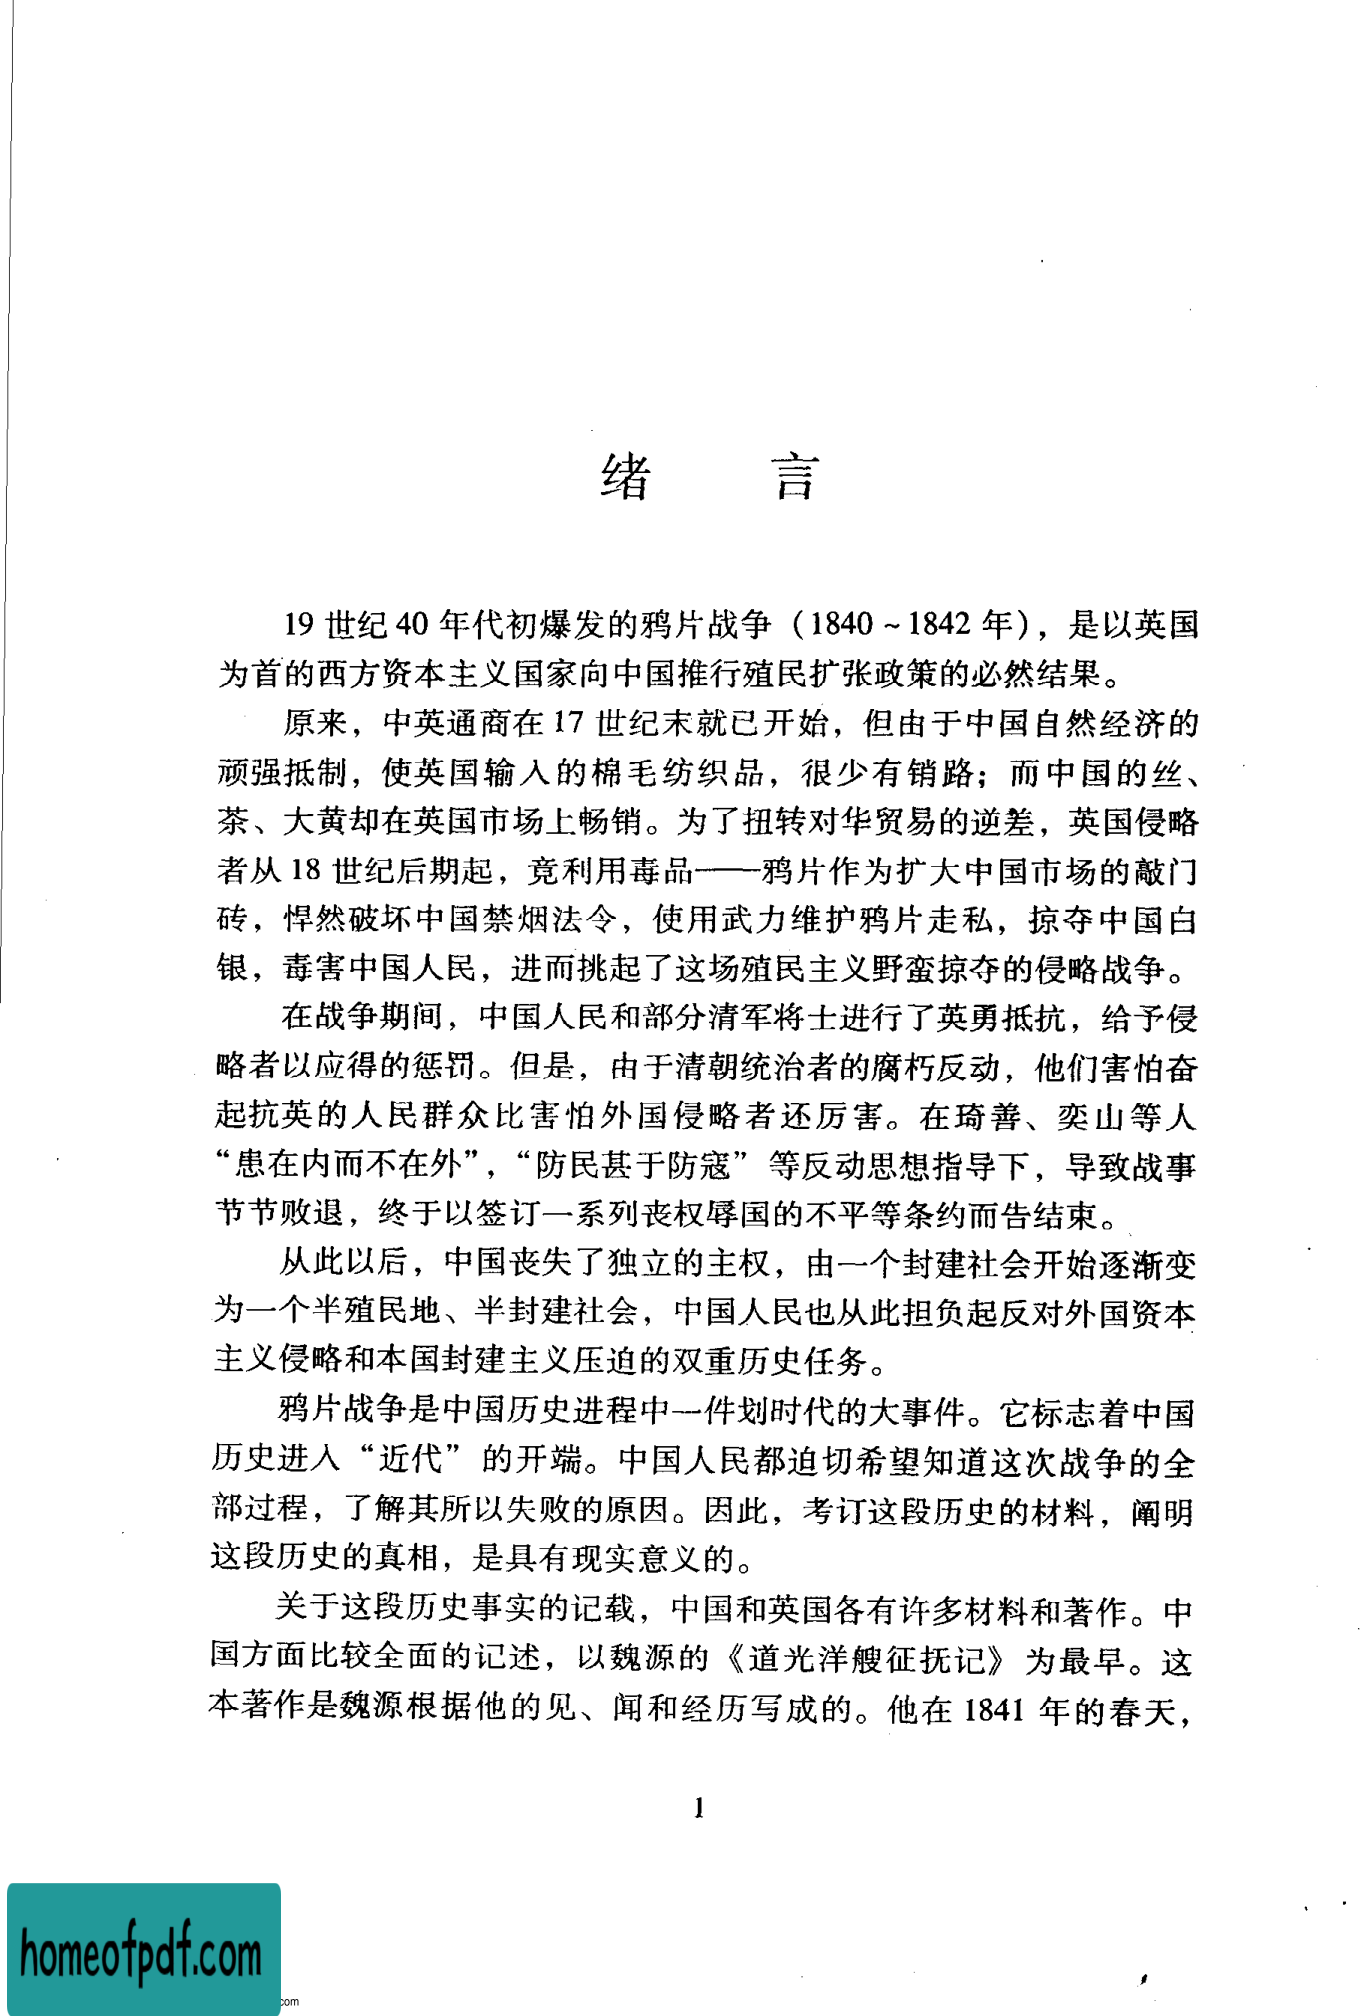 绪　　言
19 世纪 40 年代初爆发的鸦片战争（1840～1842 年），是以英国
为首的西方资本主义国家向中国推行殖民扩张政策的必然结果。
原来，中英通商在 17 世纪末就已开始，但由于中国自然经济的
顽强抵制，使英国输入的棉毛纺织品，很少有销路；而中国的丝、
茶、大黄却在英国市场上畅销。为了扭转对华贸易的逆差，英国侵略
者从 18 世纪后期起，竞利用毒品——鸦片作为扩大中国市场的敲门
砖，悍然破坏中国禁烟法令，使用武力维护鸦片走私，掠夺中国白
银，毒害中国人民，进而挑起了这场殖民主义野蛮掠夺的侵略战争。
在战争期间，中国人民和部分清军将士进行了英勇抵抗，给予侵
略者以应得的惩罚。但是，由于清朝统治者的腐朽反动，他们害怕奋
起抗英的人民群众比害怕外国侵略者还厉害。在琦善、奕山等人
“患在内而不在外”，“防民甚于防寇” 等反动思想指导下，导致战事
节节败退，终于以签订一系列丧权辱国的不平等条约而告结束。
从此以后，中国丧失了独立的主权，由一个封建社会开始逐渐变
为一个半殖民地、半封建社会，中国人民也从此担负起反对外国资本
主义侵略和本国封建主义压迫的双重历史任务。
鸦片战争是中国历史进程中一件划时代的大事件。它标志着中国
历史进入 “近代” 的开端。中国人民都迫切希望知道这次战争的全
部过程，了解其所以失败的原因。因此，考订这段历史的材料，阐明
这段历史的真相，是具有现实意义的。
关于这段历史事实的记载，中国和英国各有许多材料和著作。中
国方面比较全面的记述，以魏源的《道光洋艘征抚记》为最早。这
本著作是魏源根据他的见、闻和经历写成的。他在 1841 年的春天，
1
homeofpdf.com
com